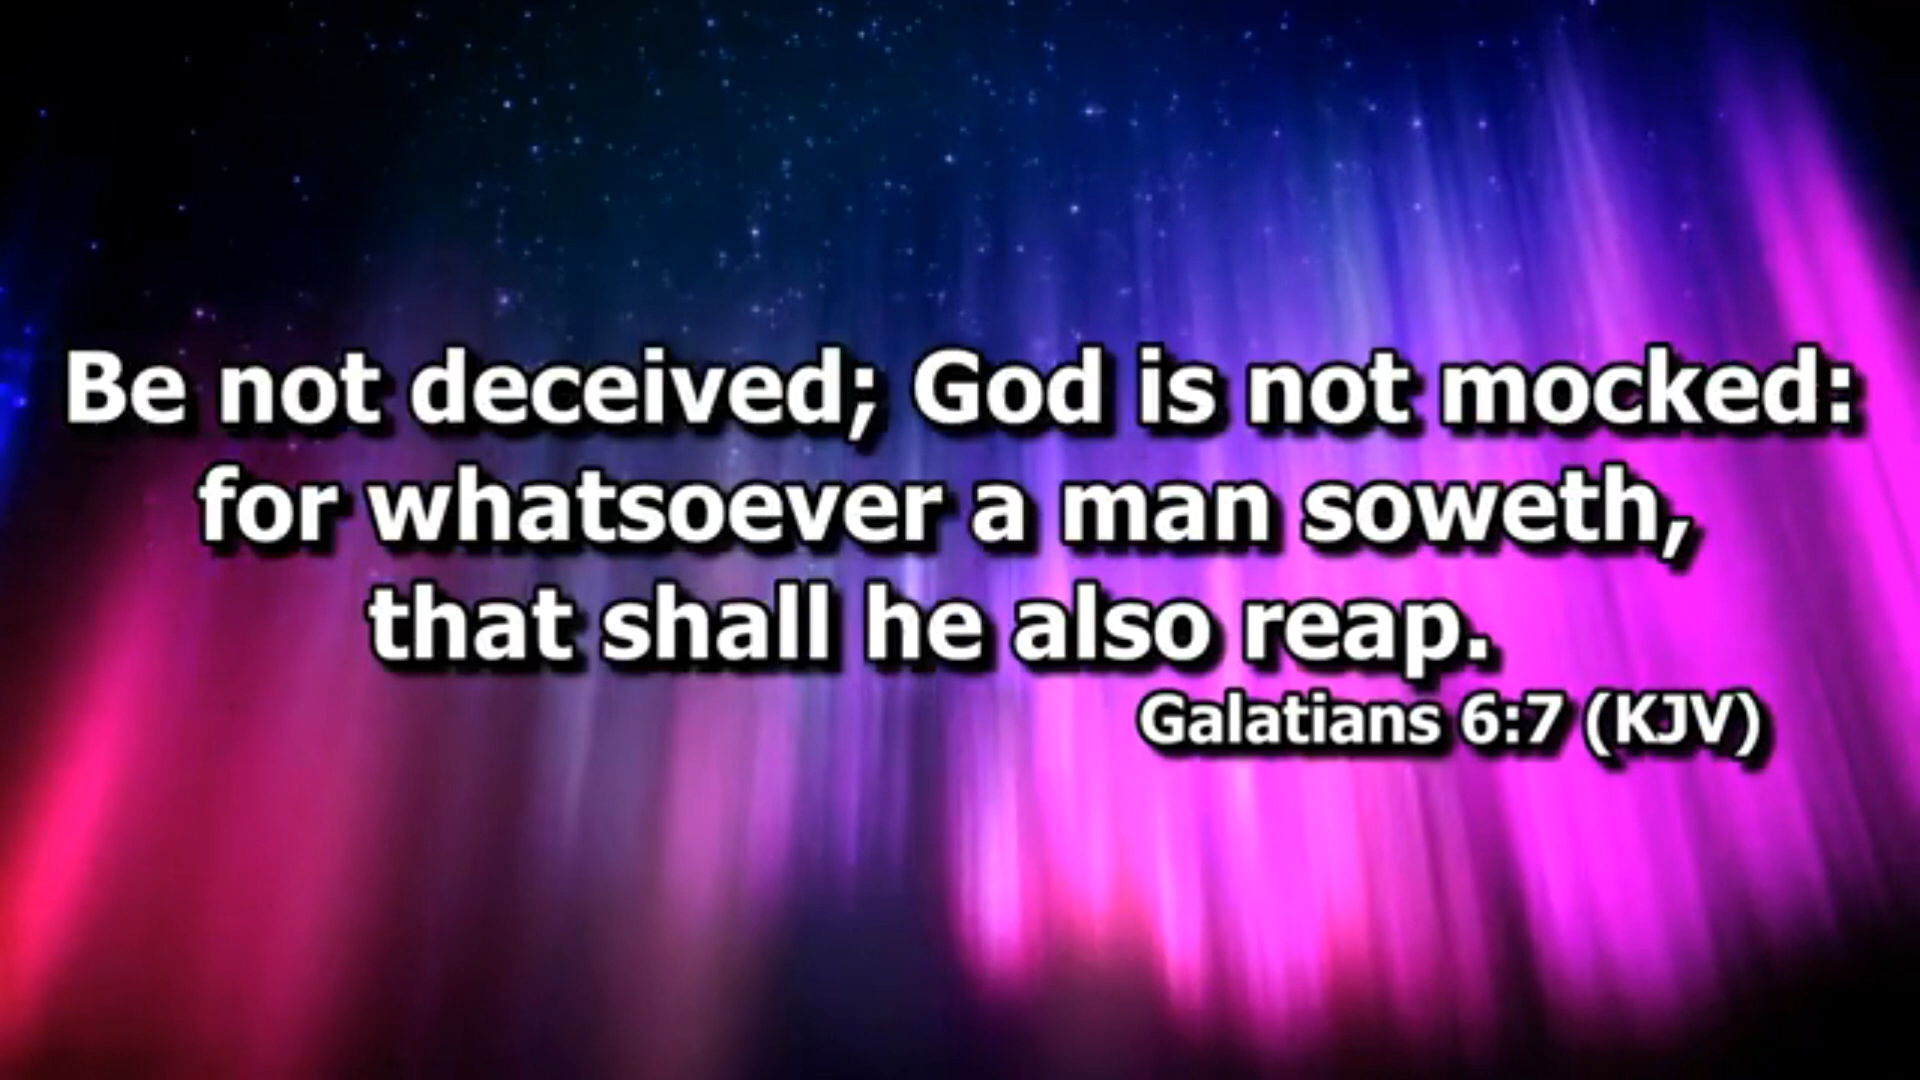 Be not deceived; God is not mocked:
for whatsoever a man soweth,
that shall he also reap.
Galatians 6:7 (KJV)